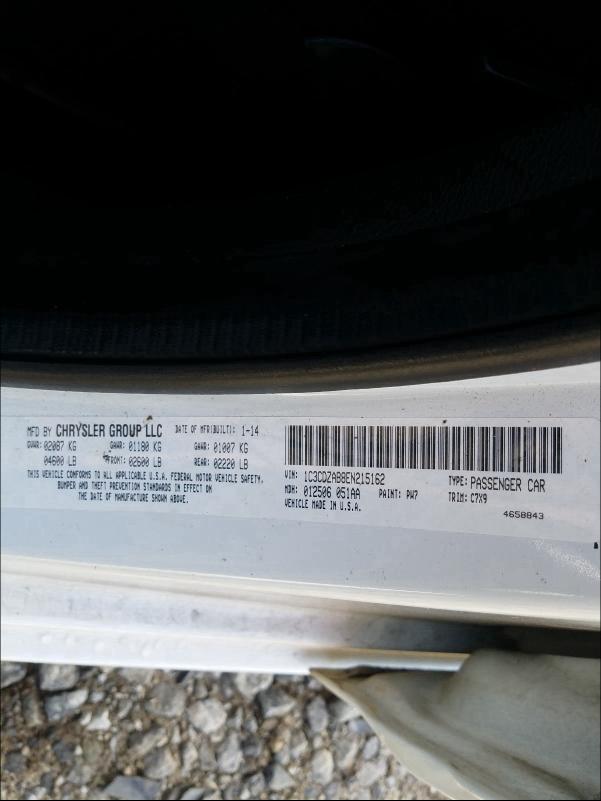 MFD BY CHRYSLER GROUP LLC DATE OF MFR(BUILT): 1-14
GVWR: 02087 KG GAWR: 01180 KG GAWR: 01007 KG
04600 LB FRONT: 02600 LB REAR: 02220 LB
THIS VEHICLE CONFORMS TO ALL APPLICABLE U.S.A. FEDERAL MOTOR VEHICLE SAFETY,
BUMPER AND THEFT PREVENTION STANDARDS IN EFFECT ON
THE DATE OF MANUFACTURE SHOWN ABOVE.
VIN: 1C3CDZAB8EN215162 TYPE: PASSENGER CAR
MDH: 012506 051AA PAINT: PW7 TRIM: C7X9
VEHICLE MADE IN U.S.A.
4658843